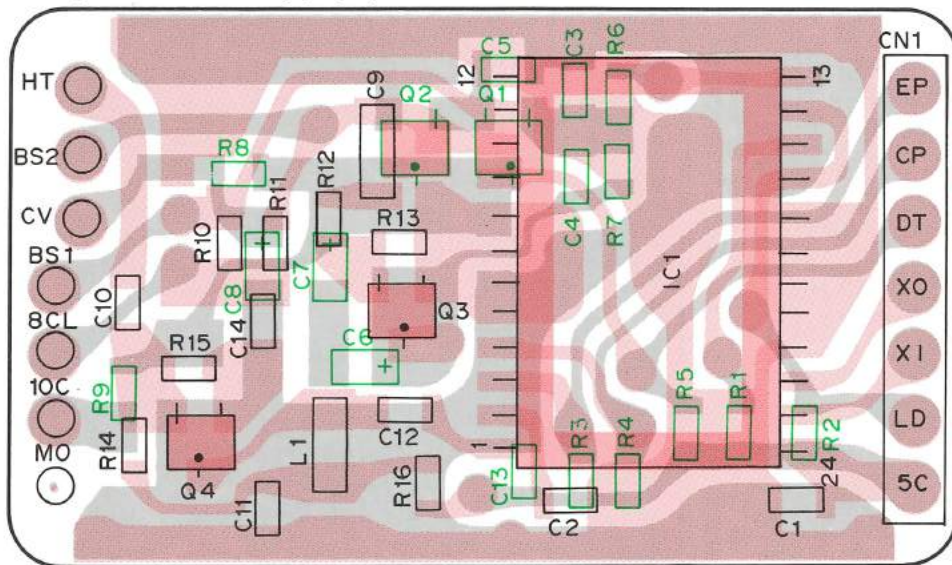 CN1
HT
BS2
CV
BS1
8CL
10C
MO
EP
CP
DT
XO
XI
LD
5C
12
13
1
24
IC1
C5
C3
R6
C9
Q2
Q1
R8
R11
R12
R10
R13
C4
R7
C10
C8
C7
C14
Q3
R15
C6
R9
R14
Q4
L1
C12
R16
C11
C13
R3
R4
R5
R1
R2
C2
C1
+
+
+